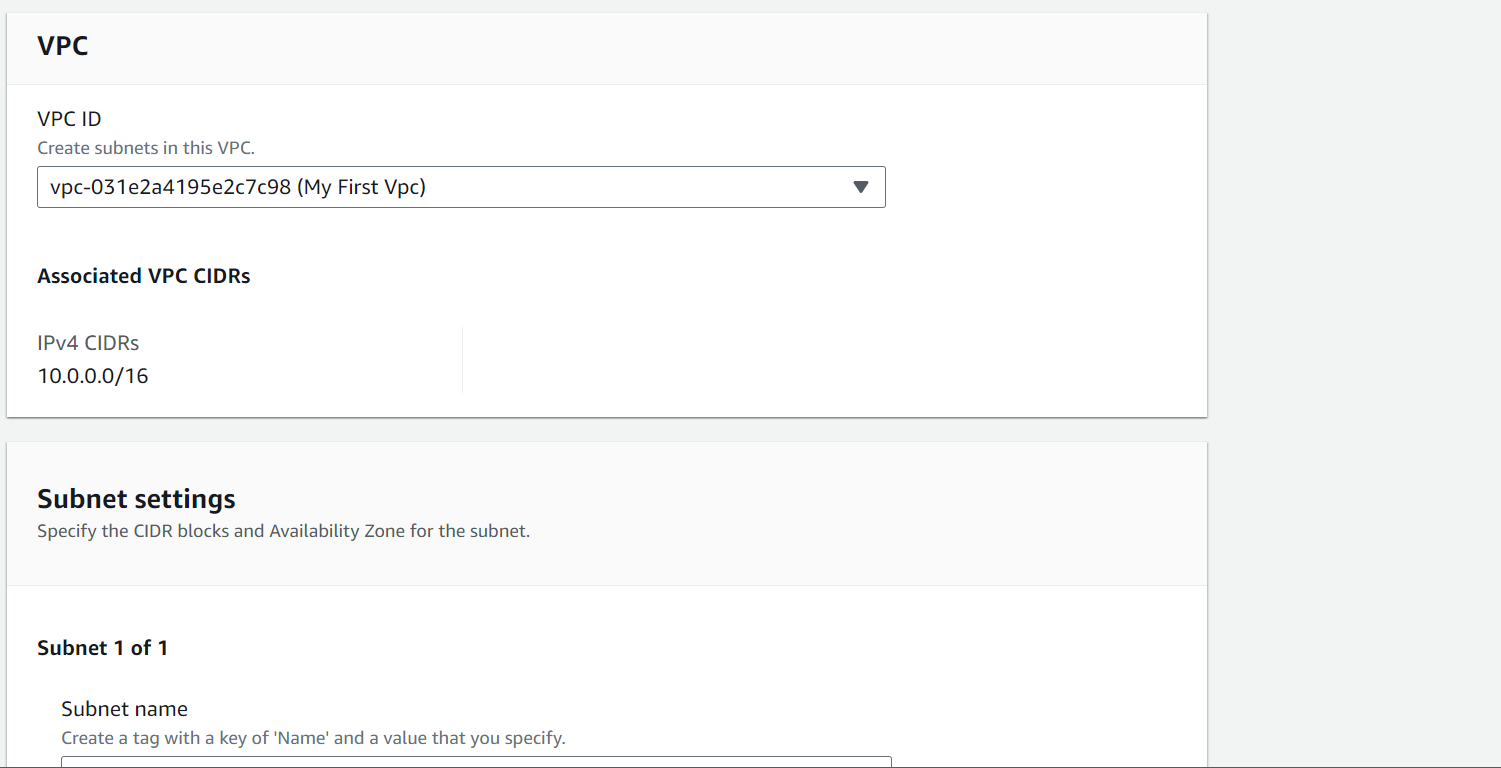 VPC
VPC ID
Create subnets in this VPC.
vpc-031e2a4195e2c7c98 (My First Vpc)
Associated VPC CIDRs
IPv4 CIDRs
10.0.0.0/16
Subnet settings
Specify the CIDR blocks and Availability Zone for the subnet.
Subnet 1 of 1
Subnet name
Create a tag with a key of 'Name' and a value that you specify.